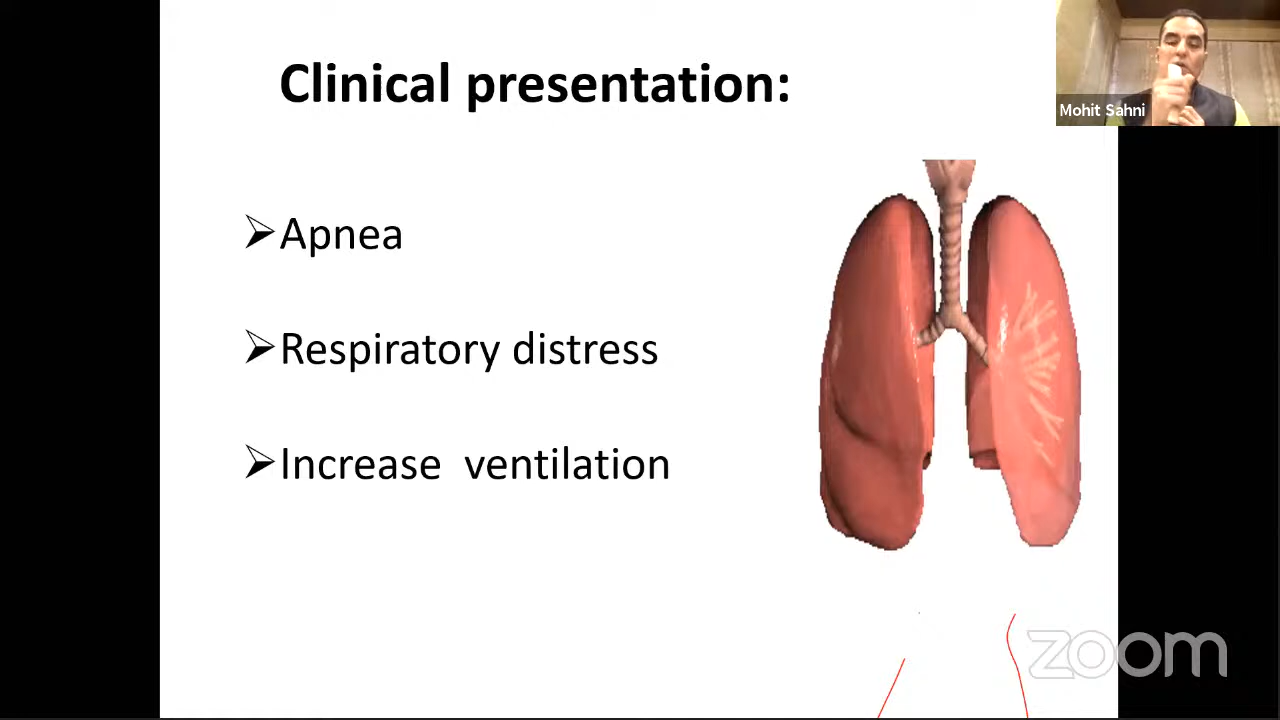 Clinical presentation:
Mohit Sahni
➢Apnea
➢Respiratory distress
➢Increase ventilation
zoom